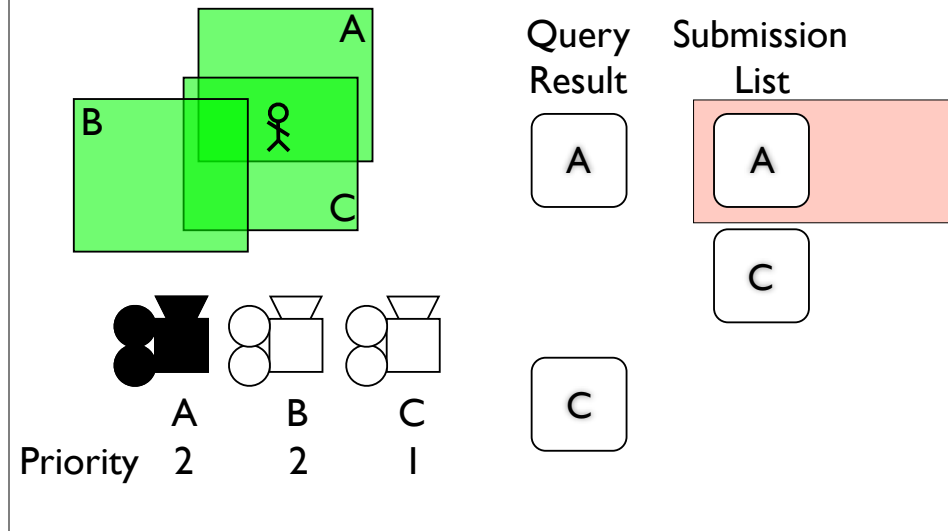 A
B
C
Query Result
Submission List
A
A
C
C
A B C
Priority 2 2 1